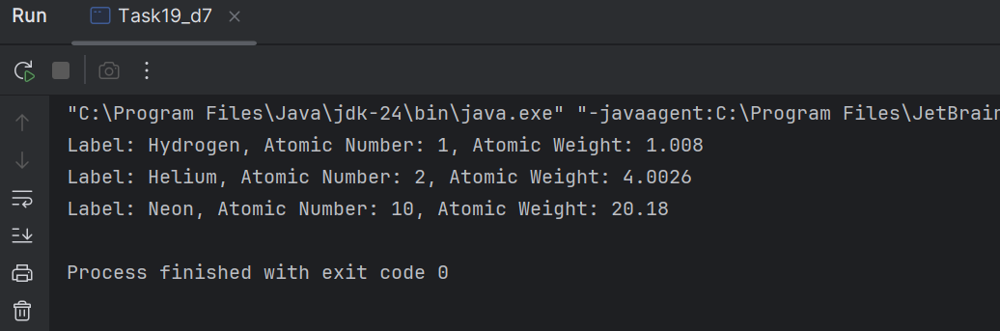 Run Task19_d7
"C:\Program Files\Java\jdk-24\bin\java.exe" "-javaagent:C:\Program Files\JetBrain
Label: Hydrogen, Atomic Number: 1, Atomic Weight: 1.008
Label: Helium, Atomic Number: 2, Atomic Weight: 4.0026
Label: Neon, Atomic Number: 10, Atomic Weight: 20.18
Process finished with exit code 0